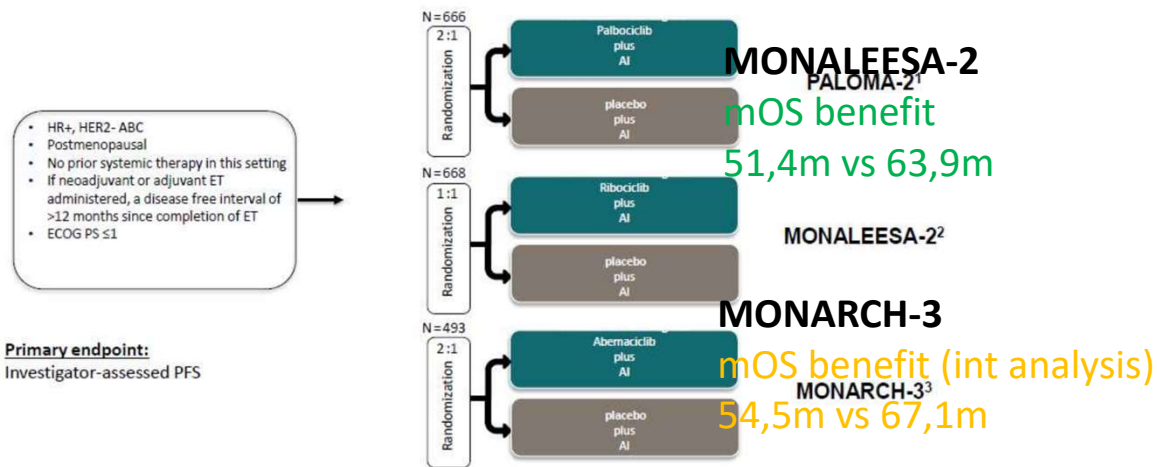 • HR+, HER2- ABC
• Postmenopausal
• No prior systemic therapy in this setting
• If neoadjuvant or adjuvant ET
administered, a disease free interval of
>12 months since completion of ET
• ECOG PS ≤1
Primary endpoint:
Investigator-assessed PFS
N=666
2:1
Randomization
Palbociclib
plus
AI
placebo
plus
AI
PALOMA-2¹
MONALEESA-2
mOS benefit
51,4m vs 63,9m
N=668
1:1
Randomization
Ribociclib
plus
AI
placebo
plus
AI
MONALEESA-2²
N=493
2:1
Randomization
Abemaciclib
plus
AI
placebo
plus
AI
MONARCH-3³
MONARCH-3
mOS benefit (int analysis)
54,5m vs 67,1m